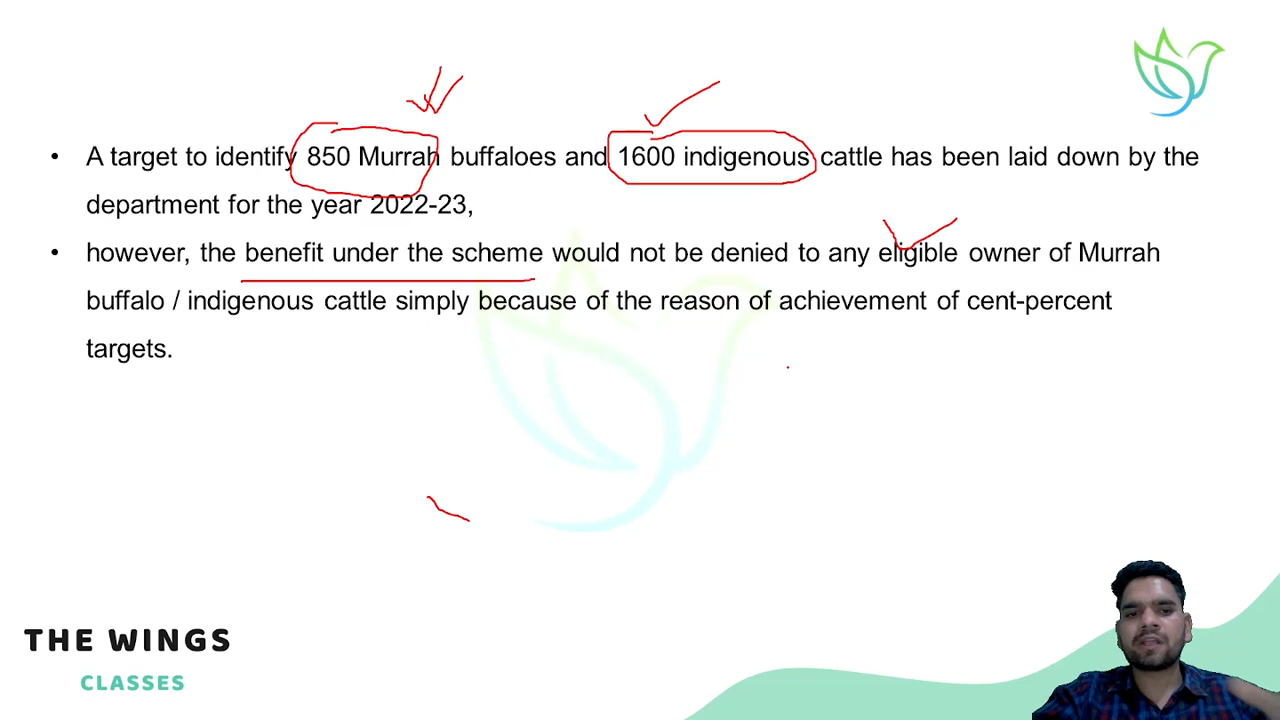 • A target to identify 850 Murrah buffaloes and 1600 indigenous cattle has been laid down by the
department for the year 2022-23,
• however, the benefit under the scheme would not be denied to any eligible owner of Murrah
buffalo / indigenous cattle simply because of the reason of achievement of cent-percent
targets.
THE WINGS
CLASSES